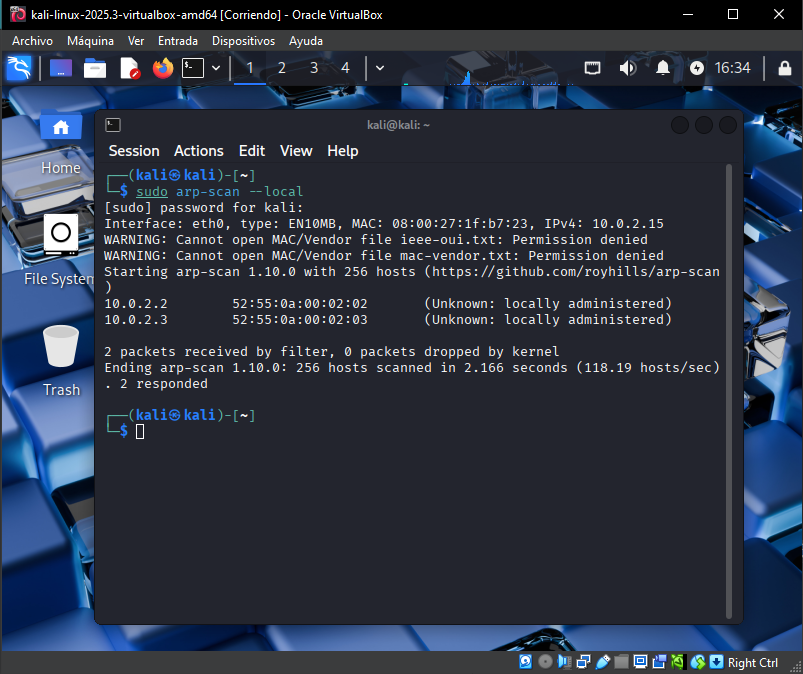 kali-linux-2025.3-virtualbox-amd64 [Corriendo] - Oracle VirtualBox
Archivo Máquina Ver Entrada Dispositivos Ayuda
1 2 3 4 16:34
kali@kali: ~
Session Actions Edit View Help
Home
File System
Trash
┌──(kali㉿kali)-[~]
└─$ sudo arp-scan --local
[sudo] password for kali:
Interface: eth0, type: EN10MB, MAC: 08:00:27:1f:b7:23, IPv4: 10.0.2.15
WARNING: Cannot open MAC/Vendor file ieee-oui.txt: Permission denied
WARNING: Cannot open MAC/Vendor file mac-vendor.txt: Permission denied
Starting arp-scan 1.10.0 with 256 hosts (https://github.com/royhills/arp-scan
)
10.0.2.2 52:55:0a:00:02:02 (Unknown: locally administered)
10.0.2.3 52:55:0a:00:02:03 (Unknown: locally administered)
2 packets received by filter, 0 packets dropped by kernel
Ending arp-scan 1.10.0: 256 hosts scanned in 2.166 seconds (118.19 hosts/sec)
. 2 responded
┌──(kali㉿kali)-[~]
└─$
Right Ctrl